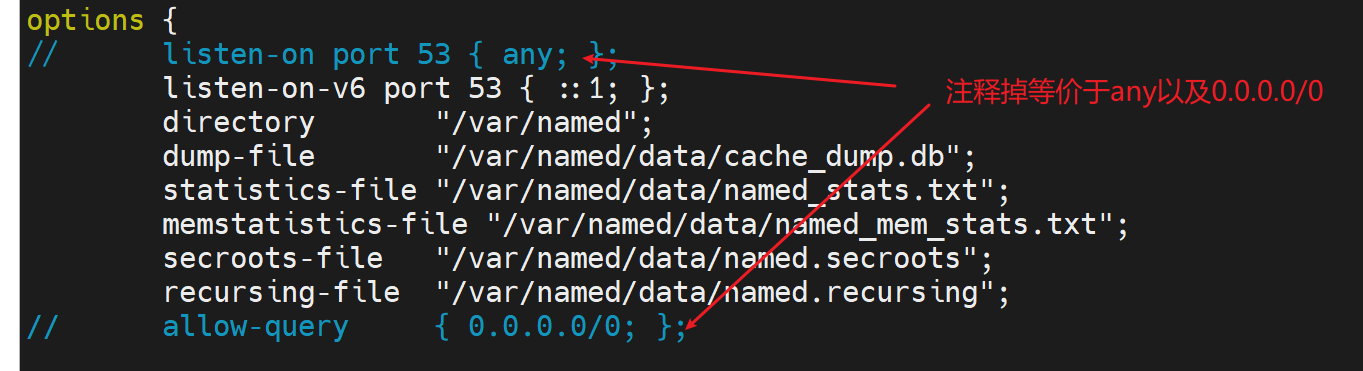 options {
//      listen-on port 53 { any; };
        listen-on-v6 port 53 { ::1; };
注释掉等价于any以及0.0.0.0/0
        directory       "/var/named";
        dump-file       "/var/named/data/cache_dump.db";
        statistics-file "/var/named/data/named_stats.txt";
        memstatistics-file "/var/named/data/named_mem_stats.txt";
        secroots-file   "/var/named/data/named.secroots";
        recursing-file  "/var/named/data/named.recursing";
//      allow-query     { 0.0.0.0/0; };